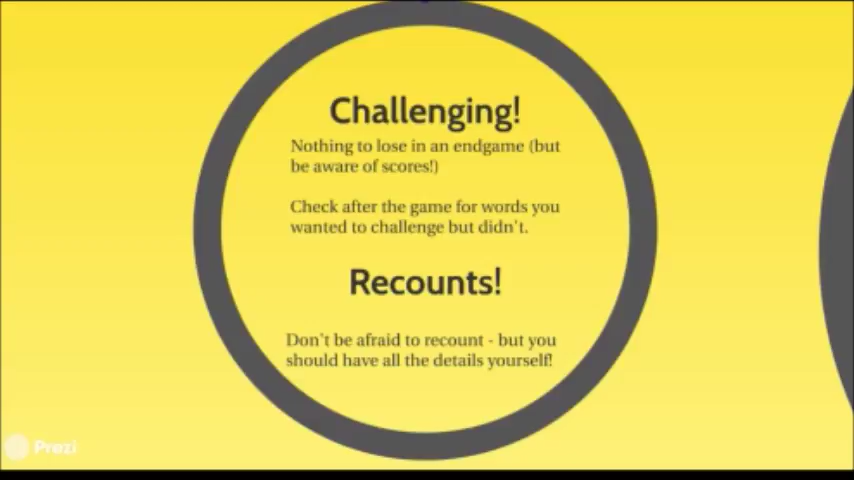 Challenging!
Nothing to lose in an endgame (but
be aware of scores!)
Check after the game for words you
wanted to challenge but didn't.
Recounts!
Don't be afraid to recount - but you
should have all the details yourself!
Prezi